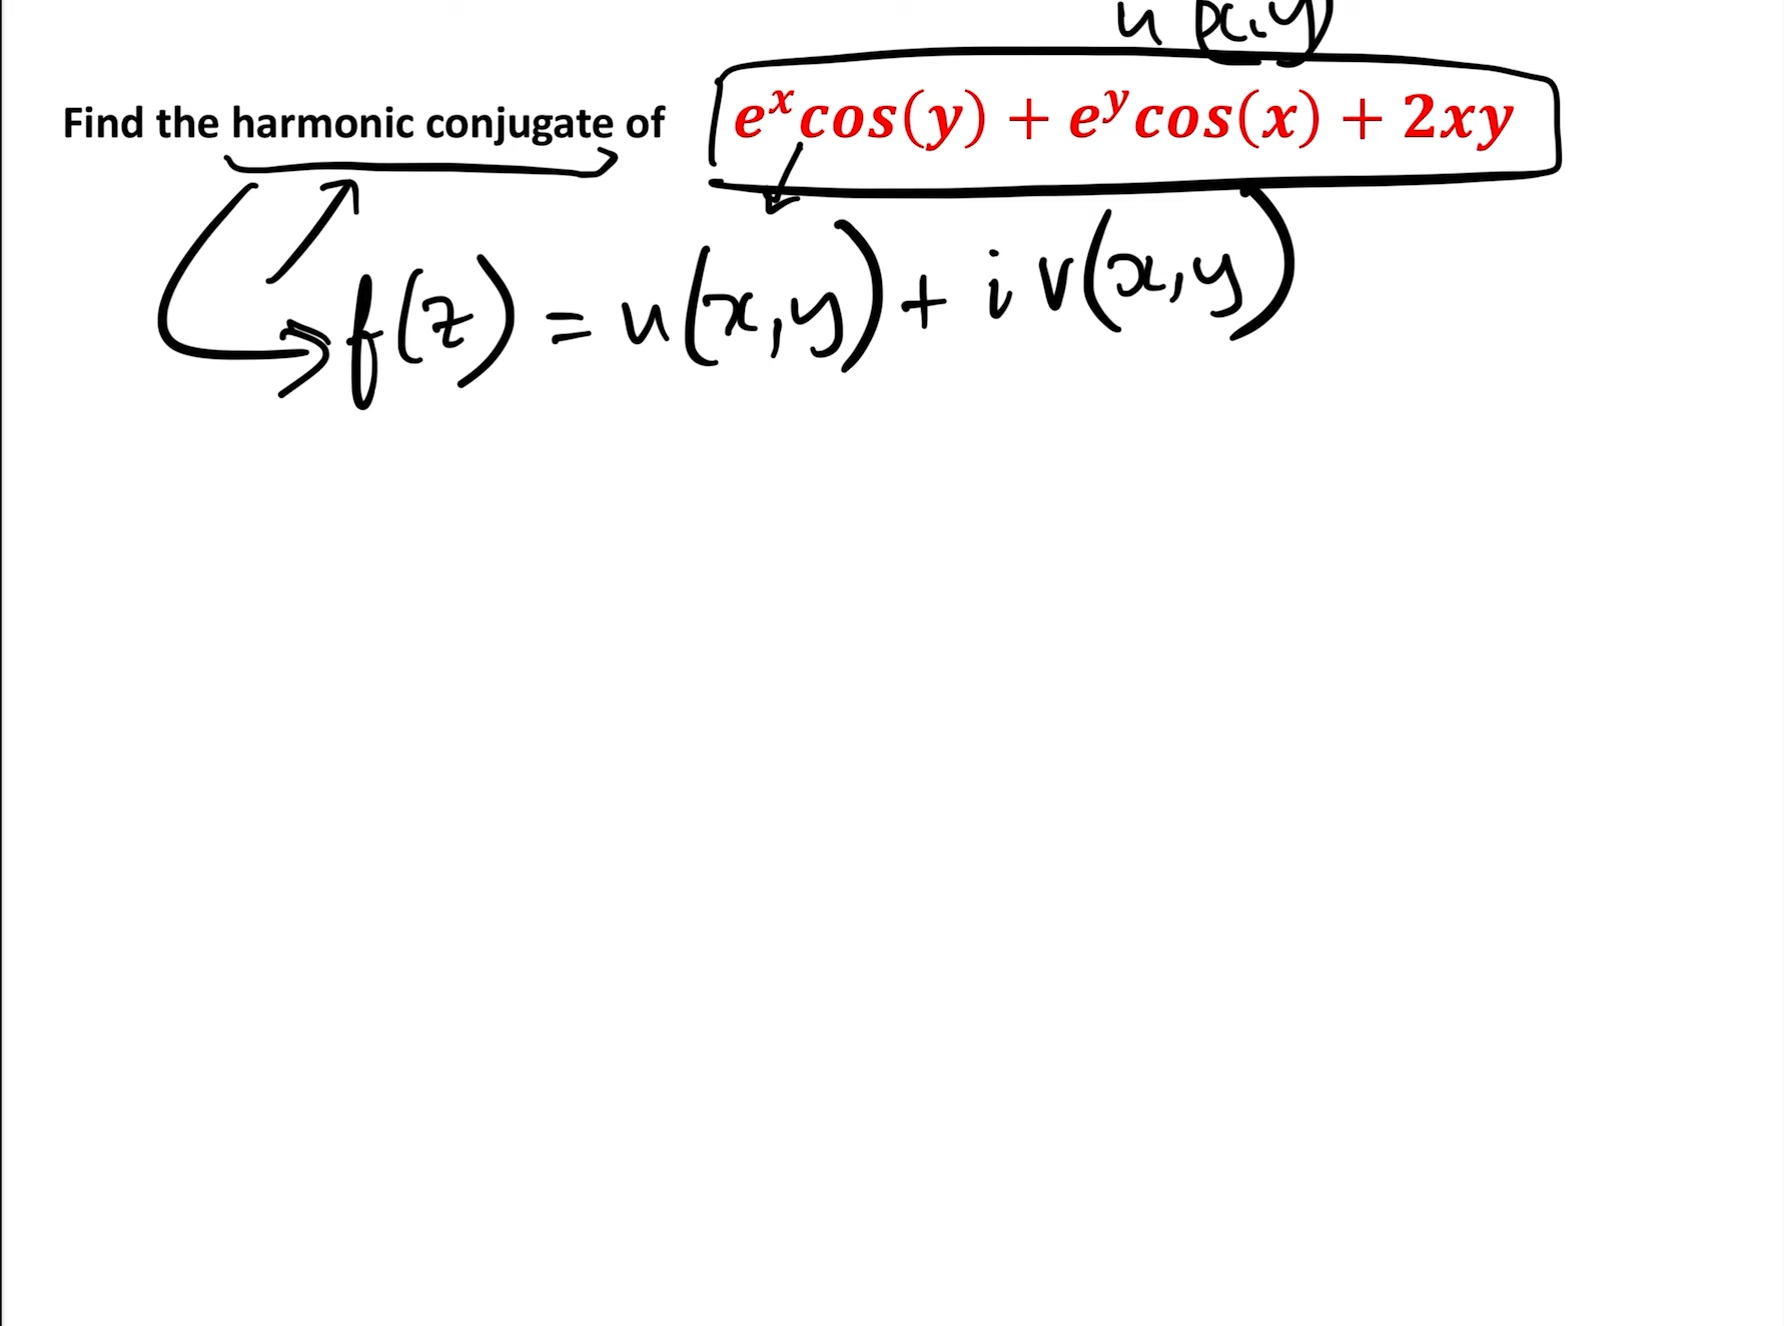 u(x,y)
Find the harmonic conjugate of e^x cos(y) + e^y cos(x) + 2xy
f(z) = u(x,y) + i v(x,y)